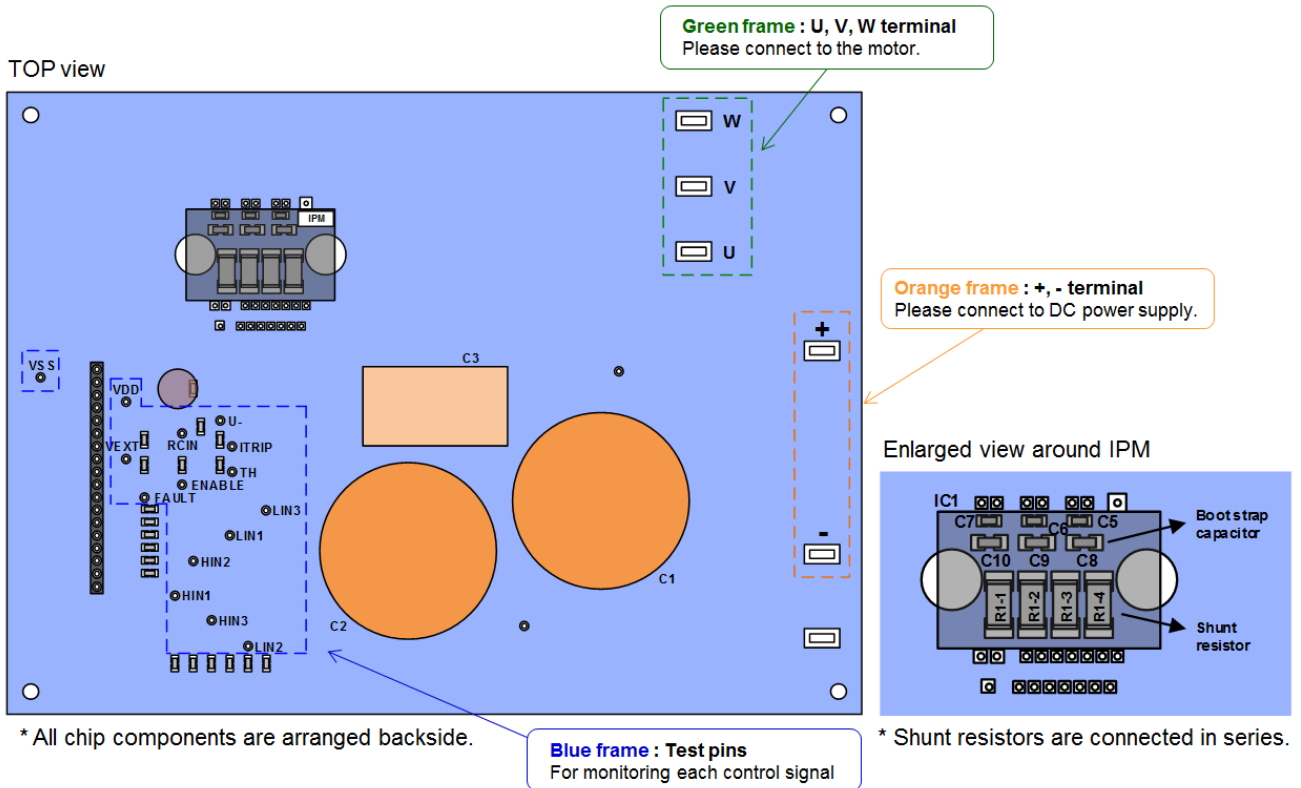 Green frame : U, V, W terminal
Please connect to the motor.
TOP view
W
V
U
IPM
Orange frame : +, - terminal
Please connect to DC power supply.
+
-
C3
C1
C2
VSS
VDD
U-
RCIN
ITRIP
VEXT
TH
ENABLE
FAULT
LIN3
LIN1
HIN2
HIN1
HIN3
LIN2
Enlarged view around IPM
IC1
C7
C6
C5
Bootstrap
capacitor
C10
C9
C8
R1-1
R1-2
R1-3
R1-4
Shunt
resistor
* All chip components are arranged backside.
* Shunt resistors are connected in series.
Blue frame : Test pins
For monitoring each control signal